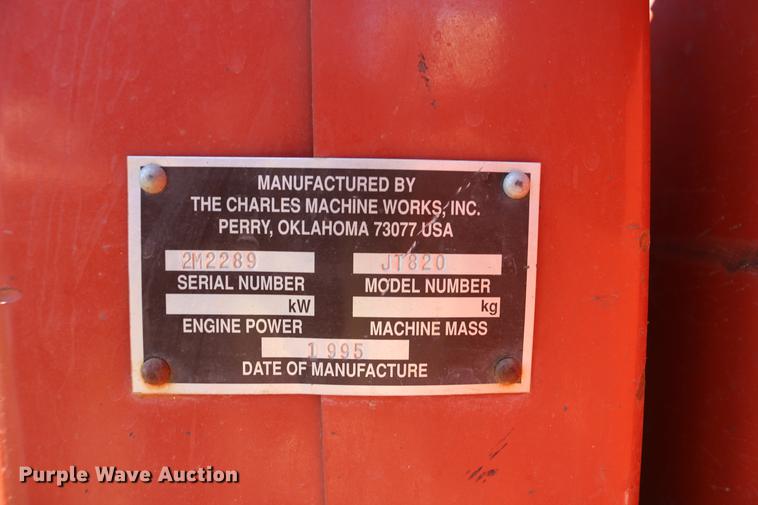 MANUFACTURED BY
THE CHARLES MACHINE WORKS, INC.
PERRY, OKLAHOMA 73077 USA
2M2289 JT820
SERIAL NUMBER MODEL NUMBER
kW kg
ENGINE POWER MACHINE MASS
1995
DATE OF MANUFACTURE
Purple Wave Auction